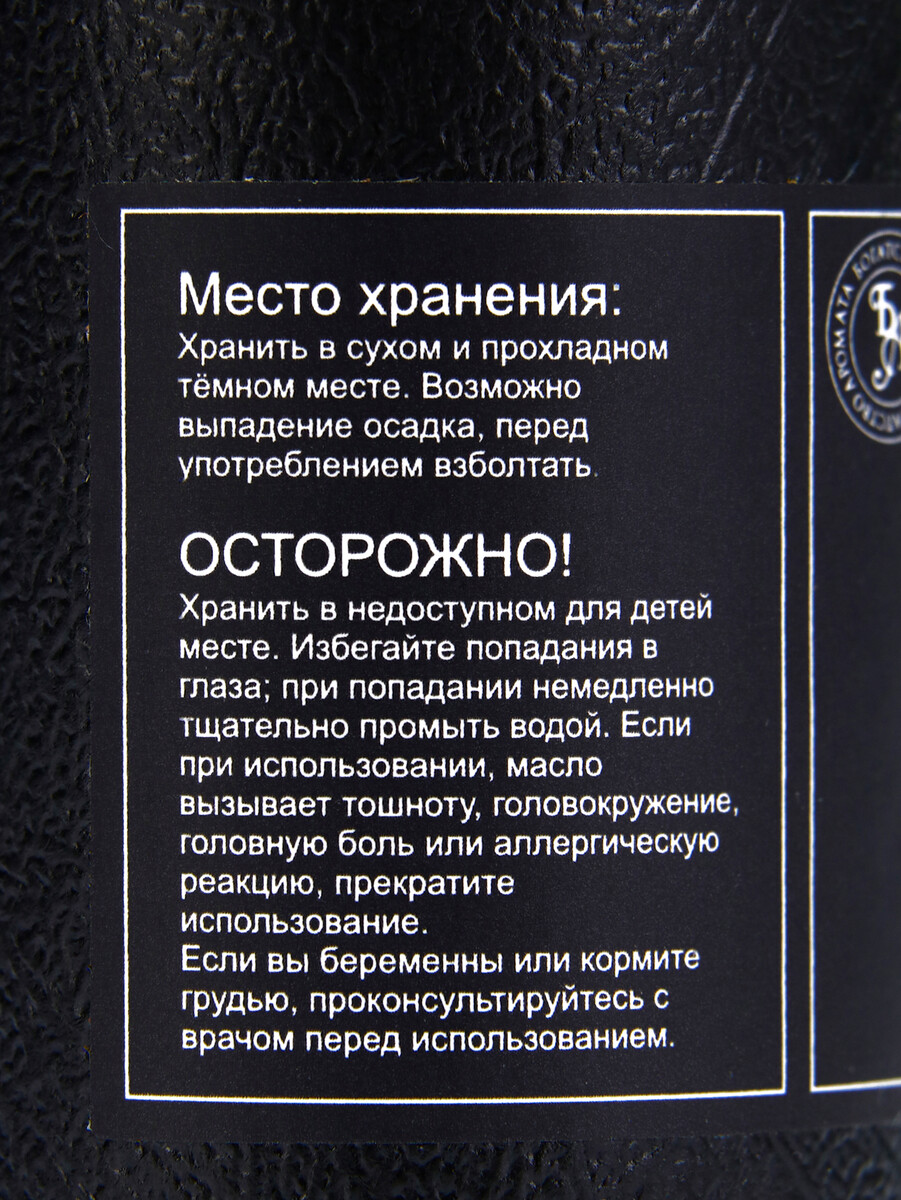 Место хранения:
Хранить в сухом и прохладном
тёмном месте. Возможно
выпадение осадка, перед
употреблением взболтать.
ОСТОРОЖНО!
Хранить в недоступном для детей
месте. Избегайте попадания в
глаза; при попадании немедленно
тщательно промыть водой. Если
при использовании, масло
вызывает тошноту, головокружение,
головную боль или аллергическую
реакцию, прекратите
использование.
Если вы беременны или кормите
грудью, проконсультируйтесь с
врачом перед использованием.
АРОМАТА